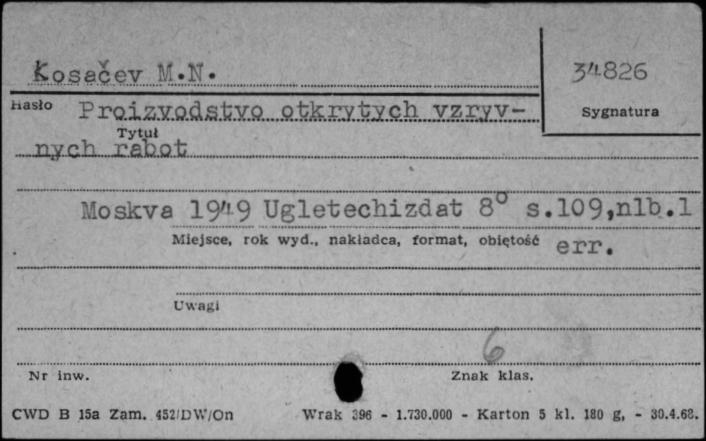 Kosačev M.N.
34826
Hasło
Proizvodstvo otkrytych vzryv-
Sygnatura
Tytuł
nych rabot
Moskva 1949 Ugletechizdat 8° s.109,nlb.1
Miejsce, rok wyd., nakładca, format, objętość
err.
Uwagi
6
Nr inw.
Znak klas.
CWD B 15a Zam. 452/DW/On Wrak 396 - 1.730.000 - Karton 5 kl. 180 g, - 30.4.68.